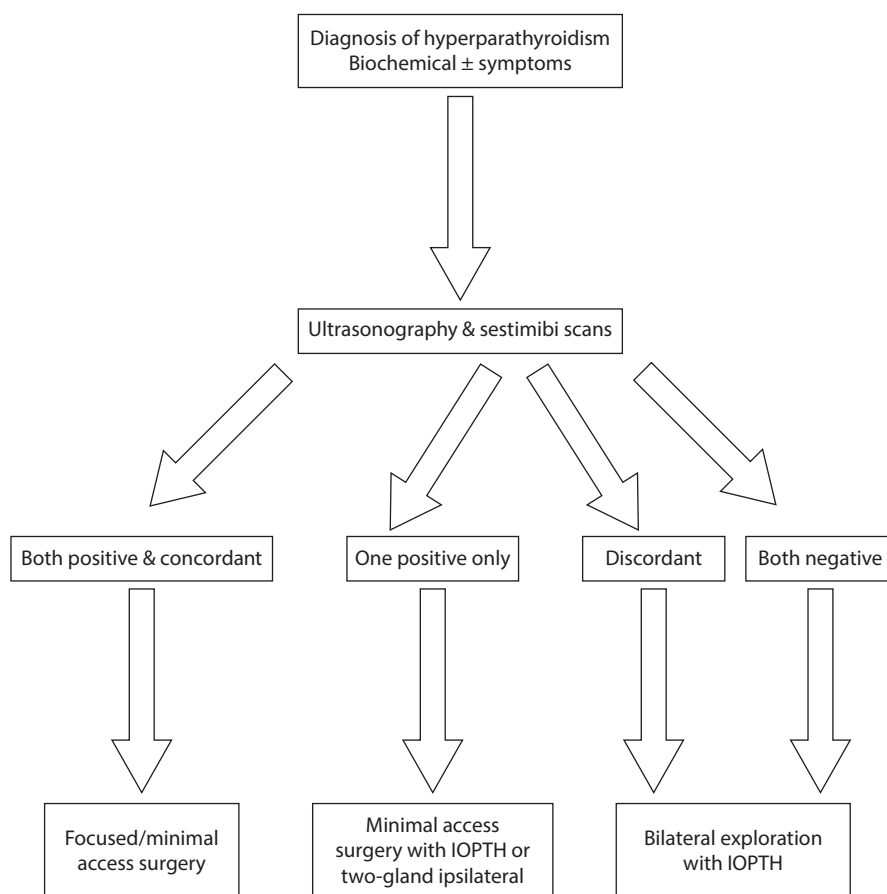 Diagnosis of hyperparathyroidism
Biochemical ± symptoms
Ultrasonography & sestimibi scans
Both positive & concordant
One positive only
Discordant
Both negative
Focused/minimal
access surgery
Minimal access
surgery with IOPTH or
two-gland ipsilateral
Bilateral exploration
with IOPTH